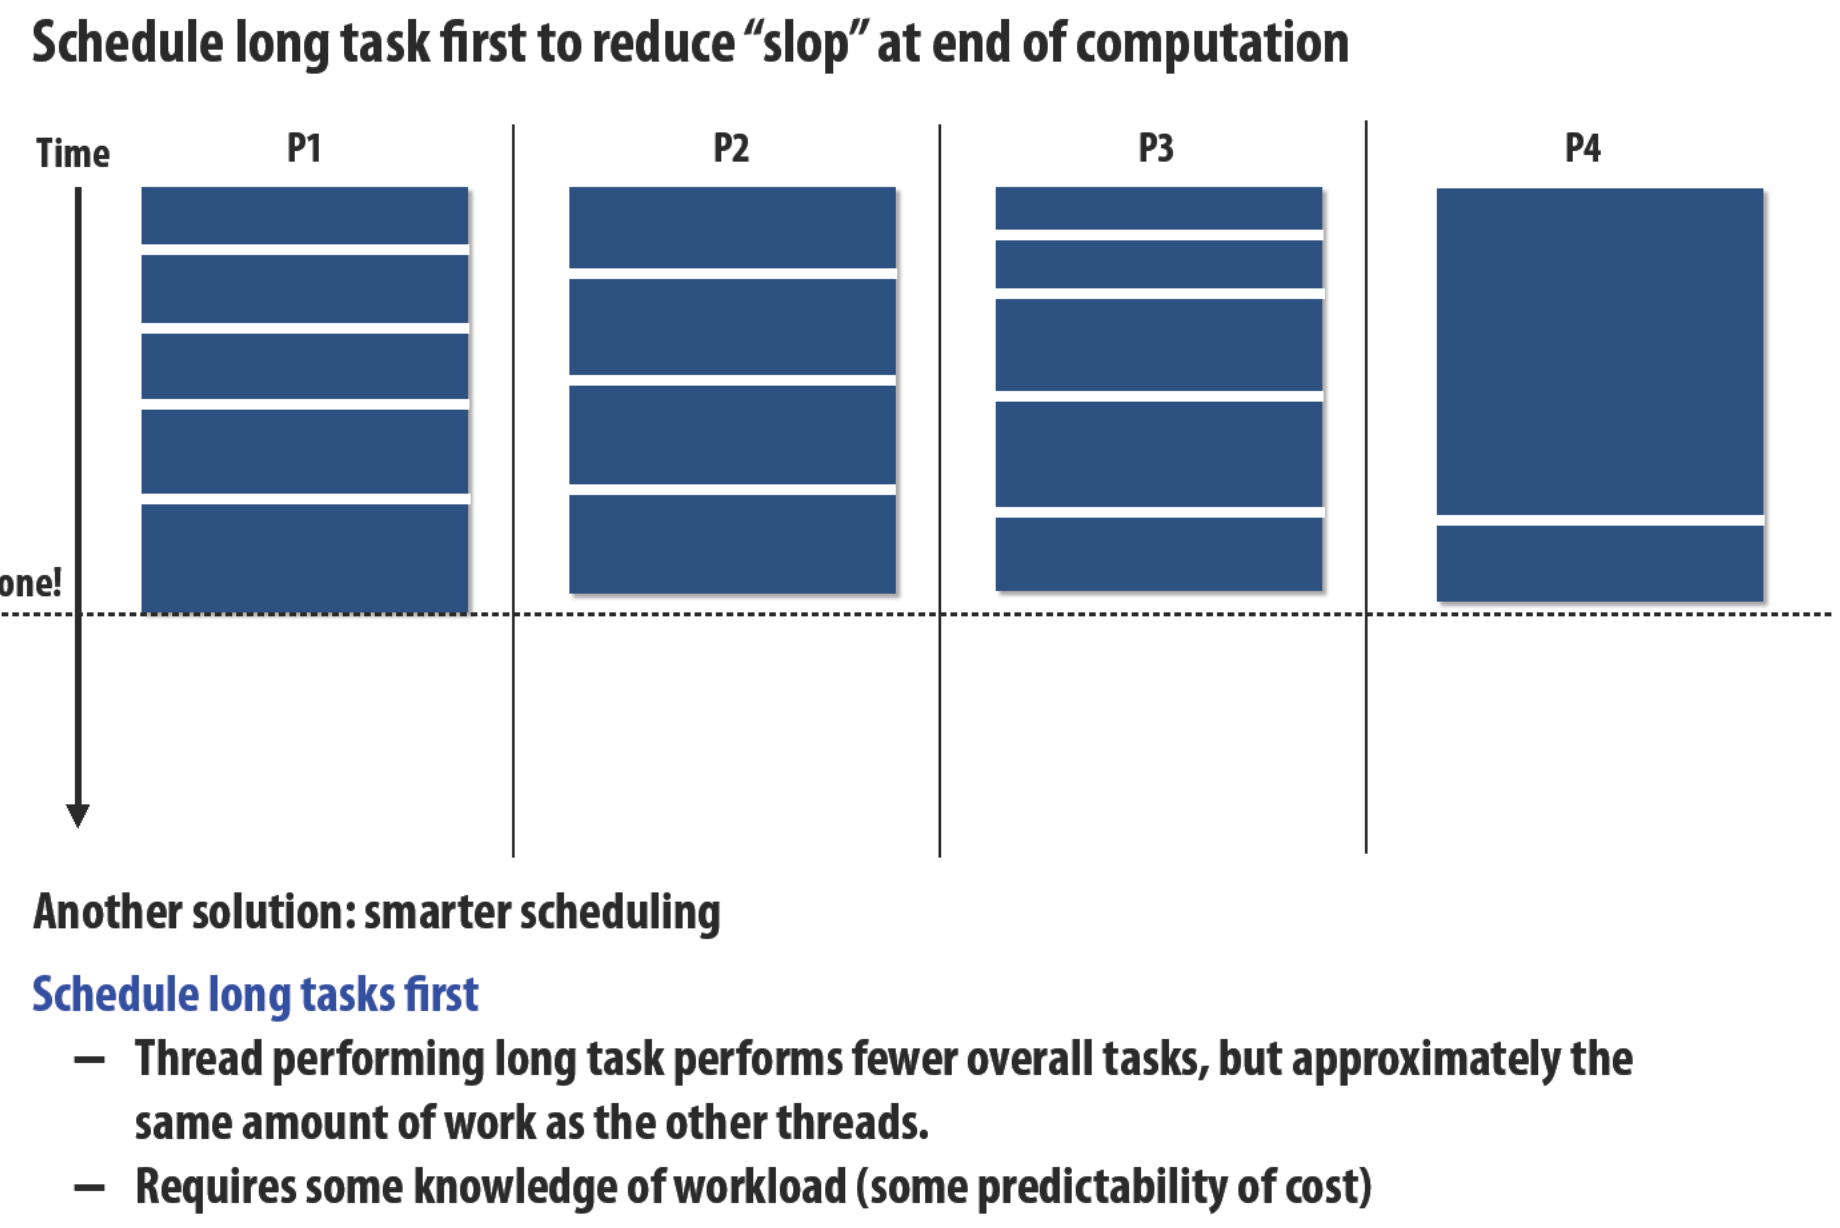 Schedule long task first to reduce “slop” at end of computation
Time
P1
P2
P3
P4
one!
Another solution: smarter scheduling
Schedule long tasks first
– Thread performing long task performs fewer overall tasks, but approximately the
same amount of work as the other threads.
– Requires some knowledge of workload (some predictability of cost)